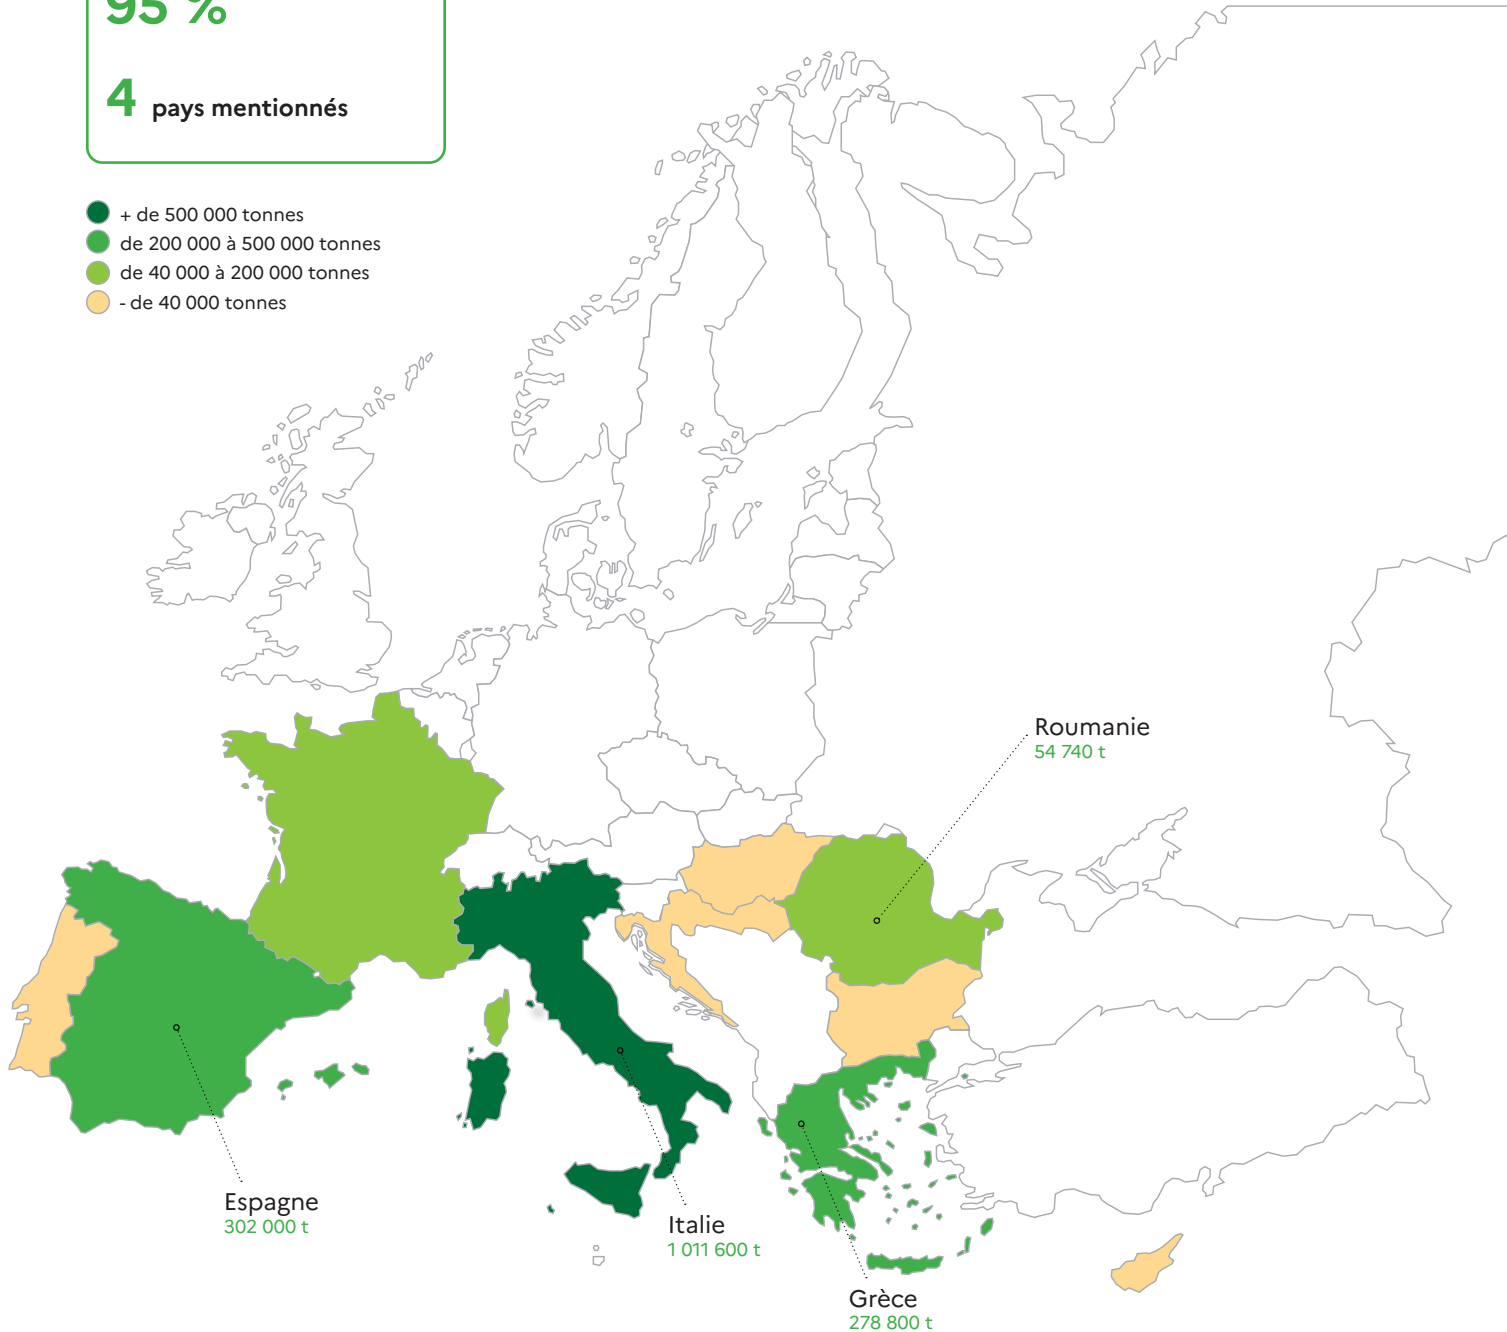 95 %
4 pays mentionnés
+ de 500 000 tonnes
de 200 000 à 500 000 tonnes
de 40 000 à 200 000 tonnes
- de 40 000 tonnes
Roumanie
54 740 t
Espagne
302 000 t
Italie
1 011 600 t
Grèce
278 800 t